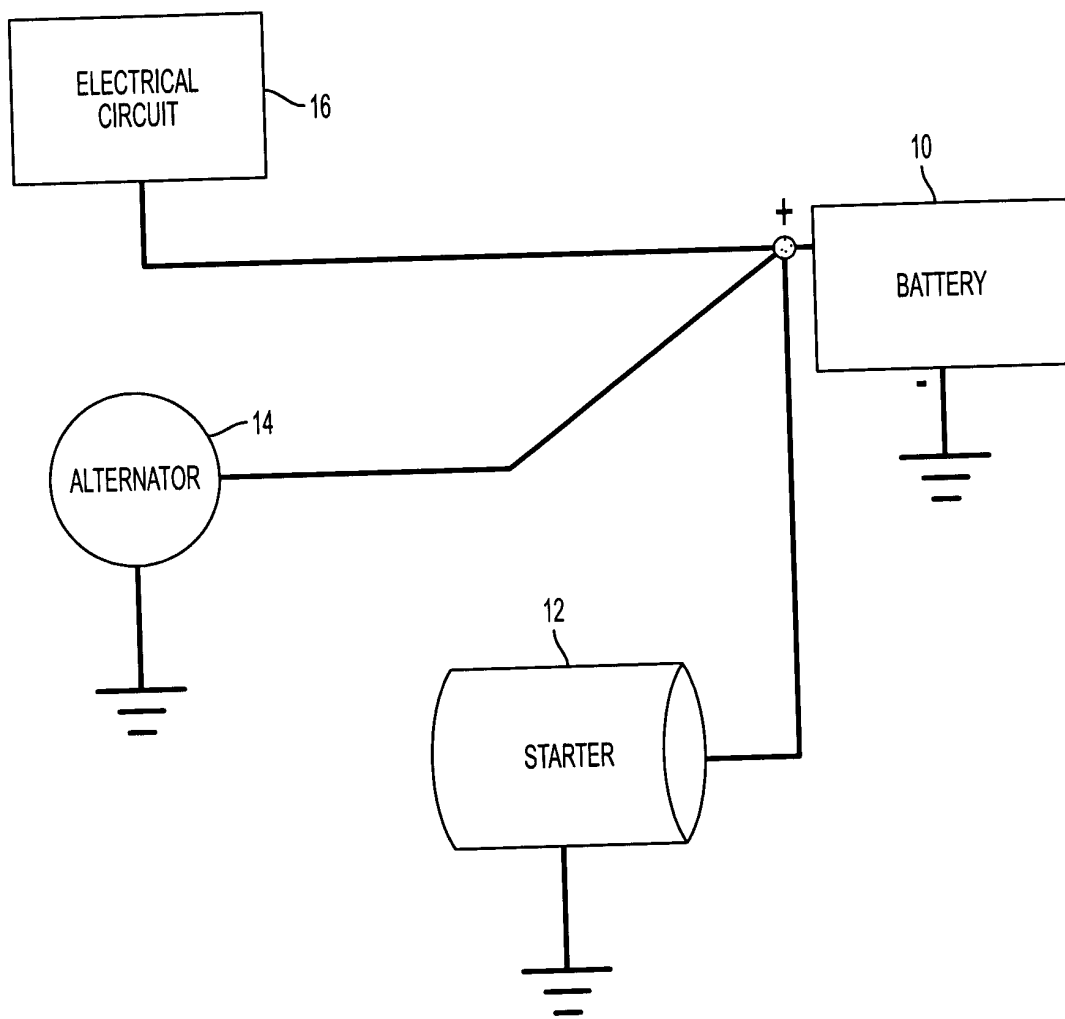 ELECTRICAL
CIRCUIT
16
10
+
BATTERY
-
14
ALTERNATOR
12
STARTER